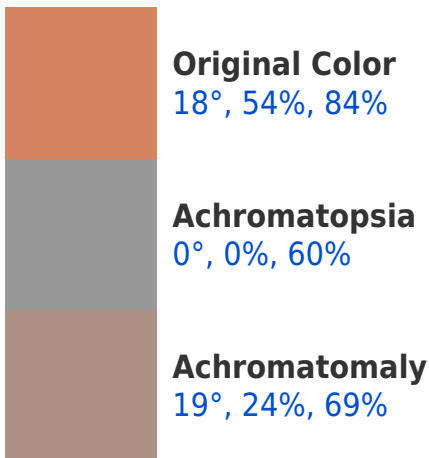 Original Color
18°, 54%, 84%
Achromatopsia
0°, 0%, 60%
Achromatomaly
19°, 24%, 69%